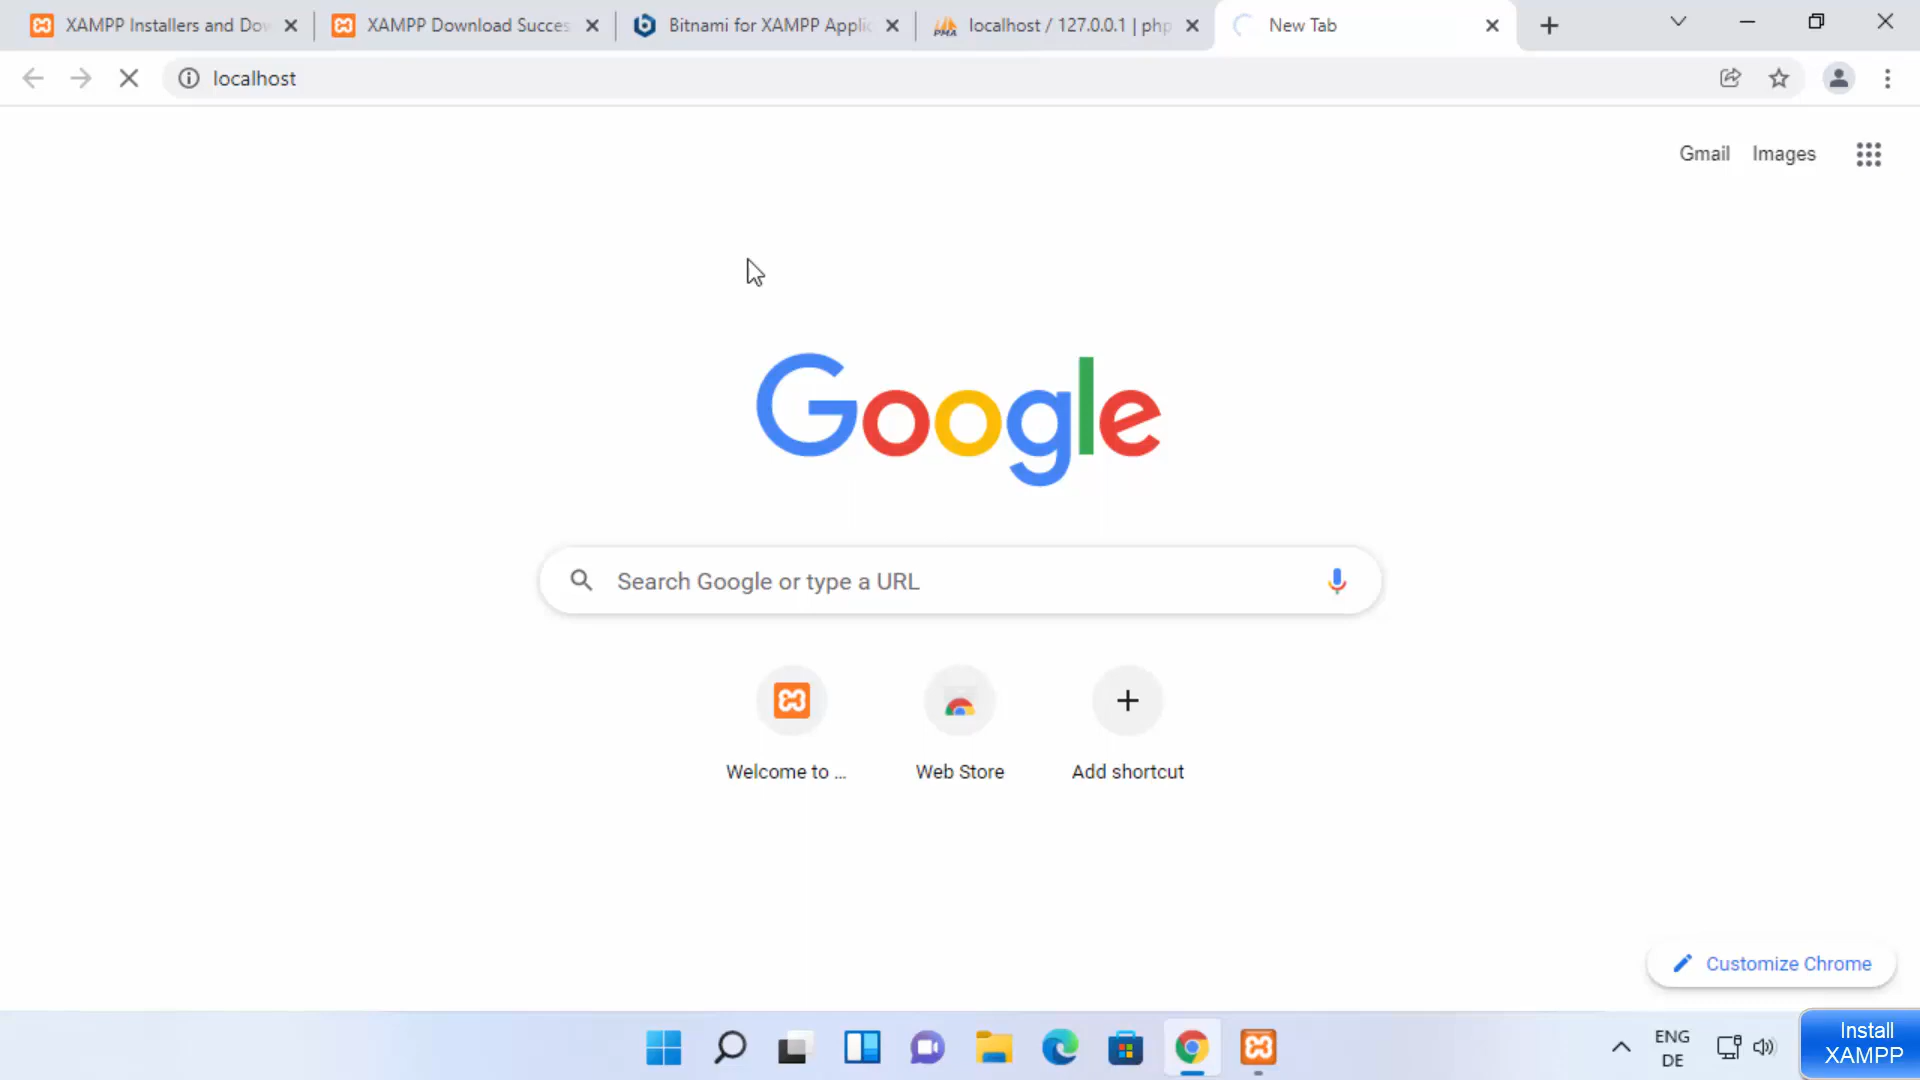 XAMPP Installers and Dow
XAMPP Download Succes
Bitnami for XAMPP Applic
PMA
localhost / 127.0.0.1 | php
New Tab
localhost
Gmail
Images
Google
Search Google or type a URL
Welcome to ...
Web Store
Add shortcut
Customize Chrome
ENG
DE
Install
XAMPP